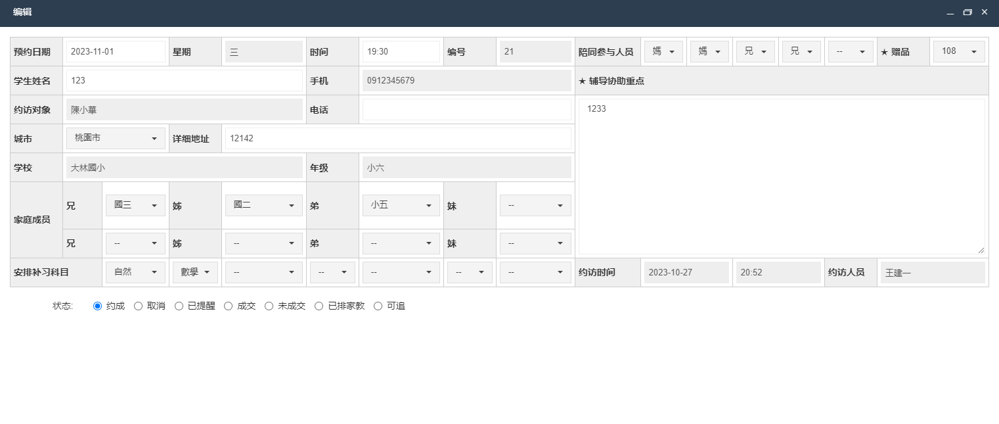 编辑
预约日期 2023-11-01 星期 三 时间 19:30 编号 21 陪同参与人员 媽 媽 兄 兄 -- ★ 赠品 108
学生姓名 123 手机 0912345679 ★ 辅导协助重点
约访对象 陳小華 电话 1233
城市 桃園市 详细地址 12142
学校 大林國小 年级 小六
家庭成员
兄 國三 姊 國二 弟 小五 妹 --
兄 -- 姊 -- 弟 -- 妹 --
安排补习科目 自然 數學 -- -- -- -- -- 约访时间 2023-10-27 20:52 约访人员 王建一
状态: 约成 取消 已提醒 成交 未成交 已排家教 可追